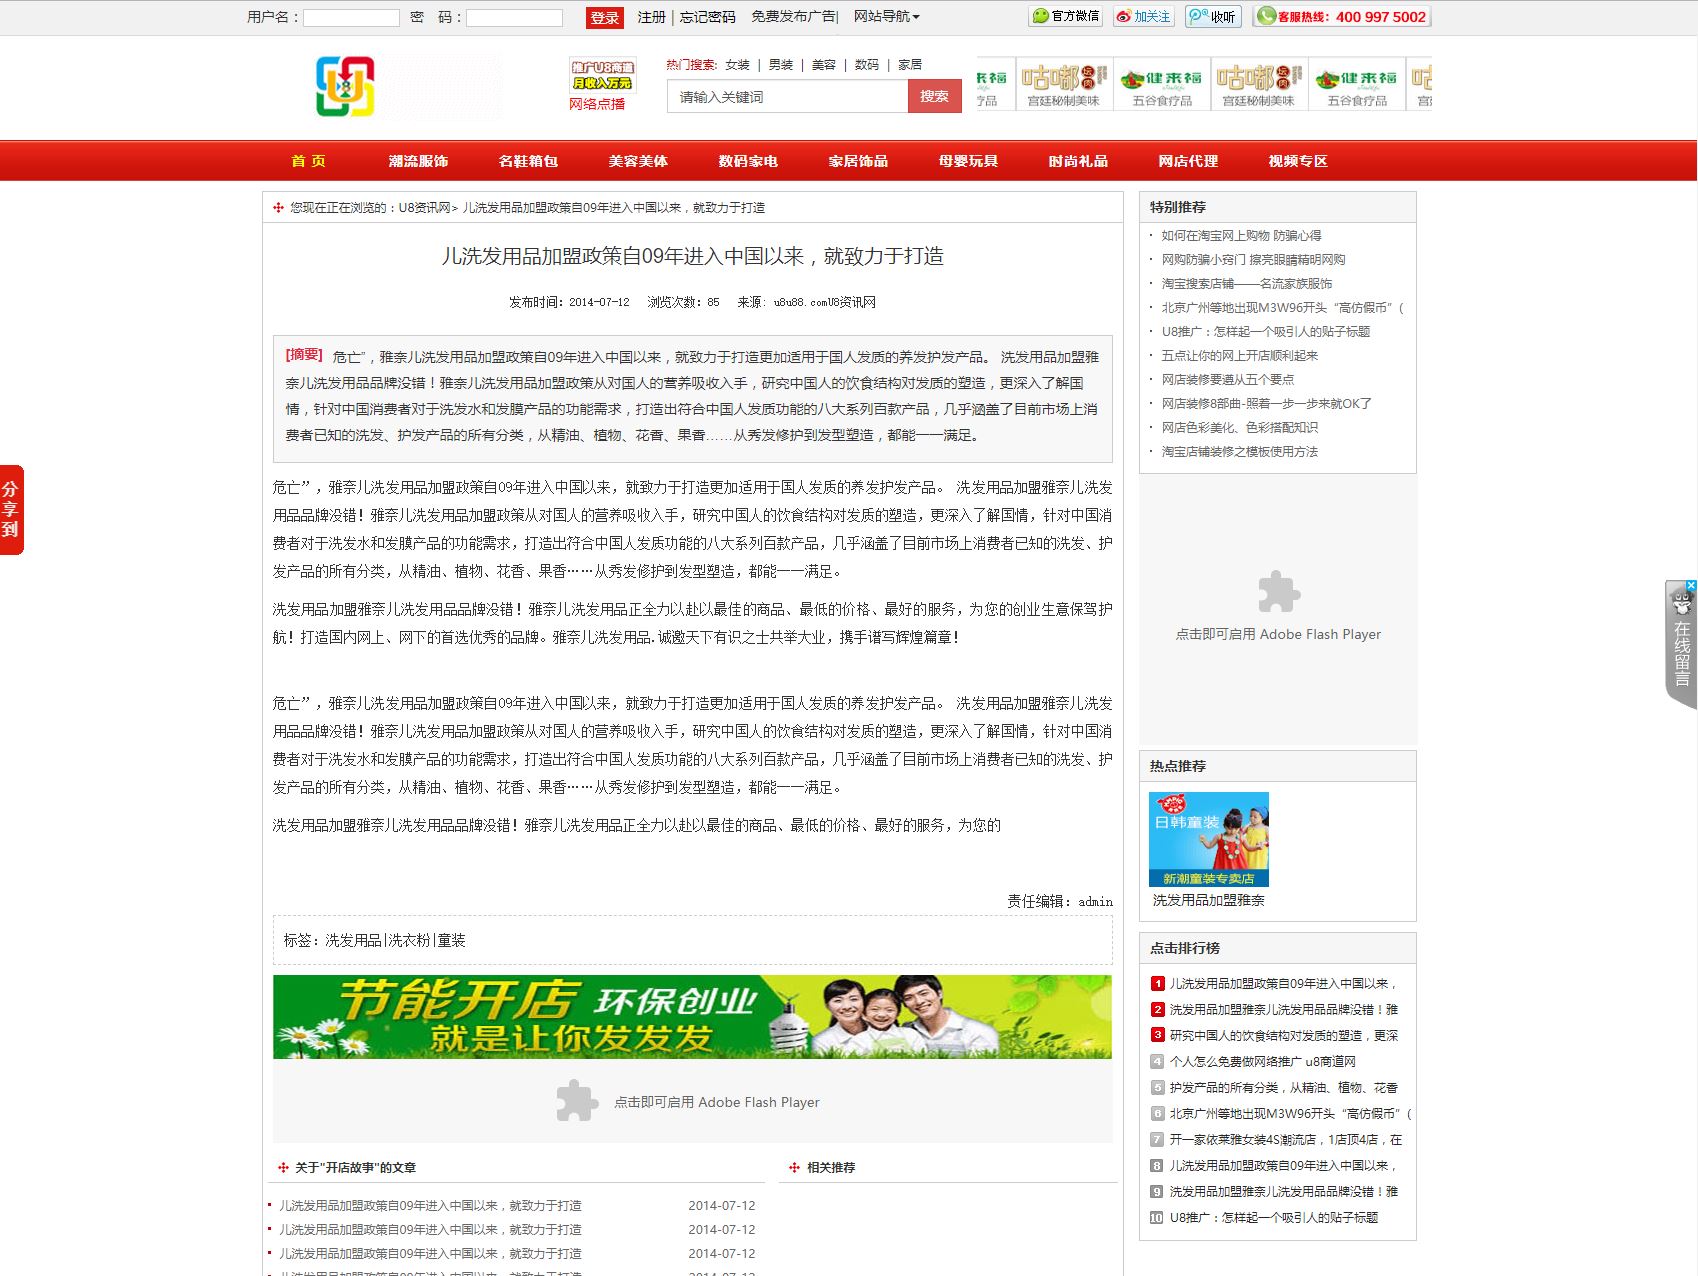 用户名：
密　码：
登录
注册 | 忘记密码
免费发布广告|
网站导航
官方微信
加关注
收听
客服热线：400 997 5002
推广U8商道
月收入万元
网络点播
热门搜索: 女装 | 男装 | 美容 | 数码 | 家居
请输入关键词
搜索
咕嘟
宫廷秘制美味
健来福
五谷食疗品
咕嘟
宫廷秘制美味
健来福
五谷食疗品
首 页
潮流服饰
名鞋箱包
美容美体
数码家电
家居饰品
母婴玩具
时尚礼品
网店代理
视频专区
您现在正在浏览的：U8资讯网> 儿洗发用品加盟政策自09年进入中国以来，就致力于打造
儿洗发用品加盟政策自09年进入中国以来，就致力于打造
发布时间：2014-07-12 浏览次数：85 来源: u8u88.comU8资讯网
[摘要] 危亡”，雅奈儿洗发用品加盟政策自09年进入中国以来，就致力于打造更加适用于国人发质的养发护发产品。 洗发用品加盟雅
奈儿洗发用品品牌没错！雅奈儿洗发用品加盟政策从对国人的营养吸收入手，研究中国人的饮食结构对发质的塑造，更深入了解国
情，针对中国消费者对于洗发水和发膜产品的功能需求，打造出符合中国人发质功能的八大系列百款产品，几乎涵盖了目前市场上消
费者已知的洗发、护发产品的所有分类，从精油、植物、花香、果香……从秀发修护到发型塑造，都能一一满足。
危亡”，雅奈儿洗发用品加盟政策自09年进入中国以来，就致力于打造更加适用于国人发质的养发护发产品。 洗发用品加盟雅奈儿洗发
用品品牌没错！雅奈儿洗发用品加盟政策从对国人的营养吸收入手，研究中国人的饮食结构对发质的塑造，更深入了解国情，针对中国消
费者对于洗发水和发膜产品的功能需求，打造出符合中国人发质功能的八大系列百款产品，几乎涵盖了目前市场上消费者已知的洗发、护
发产品的所有分类，从精油、植物、花香、果香……从秀发修护到发型塑造，都能一一满足。
洗发用品加盟雅奈儿洗发用品品牌没错！雅奈儿洗发用品正全力以赴以最佳的商品、最低的价格、最好的服务，为您的创业生意保驾护
航！打造国内网上、网下的首选优秀的品牌。雅奈儿洗发用品.诚邀天下有识之士共举大业，携手谱写辉煌篇章！
危亡”，雅奈儿洗发用品加盟政策自09年进入中国以来，就致力于打造更加适用于国人发质的养发护发产品。 洗发用品加盟雅奈儿洗发
用品品牌没错！雅奈儿洗发用品加盟政策从对国人的营养吸收入手，研究中国人的饮食结构对发质的塑造，更深入了解国情，针对中国消
费者对于洗发水和发膜产品的功能需求，打造出符合中国人发质功能的八大系列百款产品，几乎涵盖了目前市场上消费者已知的洗发、护
发产品的所有分类，从精油、植物、花香、果香……从秀发修护到发型塑造，都能一一满足。
洗发用品加盟雅奈儿洗发用品品牌没错！雅奈儿洗发用品正全力以赴以最佳的商品、最低的价格、最好的服务，为您的
责任编辑：admin
标签：洗发用品|洗衣粉|童装
节能开店 环保创业
就是让你发发发
点击即可启用 Adobe Flash Player
关于"开店故事"的文章
儿洗发用品加盟政策自09年进入中国以来，就致力于打造 2014-07-12
儿洗发用品加盟政策自09年进入中国以来，就致力于打造 2014-07-12
儿洗发用品加盟政策自09年进入中国以来，就致力于打造 2014-07-12
相关推荐
特别推荐
· 如何在淘宝网上购物 防骗心得
· 网购防骗小窍门 擦亮眼睛精明网购
· 淘宝搜索店铺——名流家族服饰
· 北京广州等地出现M3W96开头“高仿假币”（
· U8推广：怎样起一个吸引人的贴子标题
· 五点让你的网上开店顺利起来
· 网店装修要遵从五个要点
· 网店装修8部曲-照着一步一步来就OK了
· 网店色彩美化、色彩搭配知识
· 淘宝店铺装修之模板使用方法
点击即可启用 Adobe Flash Player
热点推荐
日韩童装
新潮童装专卖店
洗发用品加盟雅奈
点击排行榜
1 儿洗发用品加盟政策自09年进入中国以来，
2 洗发用品加盟雅奈儿洗发用品品牌没错！雅
3 研究中国人的饮食结构对发质的塑造，更深
4 个人怎么免费做网络推广 u8商道网
5 护发产品的所有分类，从精油、植物、花香
6 北京广州等地出现M3W96开头“高仿假币”（
7 开一家依莱雅女装4S潮流店，1店顶4店，在
8 儿洗发用品加盟政策自09年进入中国以来，
9 洗发用品加盟雅奈儿洗发用品品牌没错！雅
10 U8推广：怎样起一个吸引人的贴子标题
分享到
在线留言